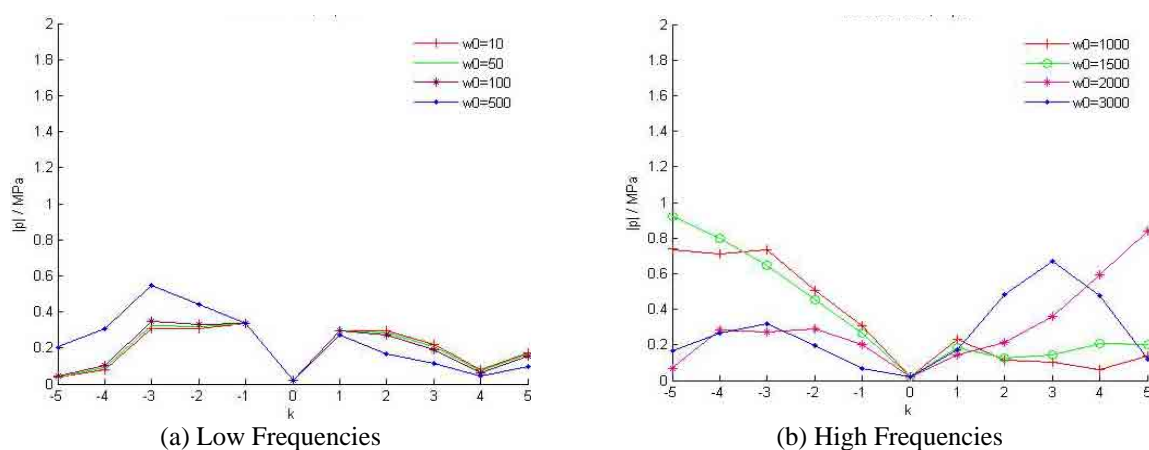 2
1.8
1.6
1.4
1.2
1
0.8
0.6
0.4
0.2
0
|p| / MPa
-5 -4 -3 -2 -1 0 1 2 3 4 5
k
w0=10
w0=50
w0=100
w0=500
(a) Low Frequencies
2
1.8
1.6
1.4
1.2
1
0.8
0.6
0.4
0.2
0
|p| / MPa
-5 -4 -3 -2 -1 0 1 2 3 4 5
k
w0=1000
w0=1500
w0=2000
w0=3000
(b) High Frequencies